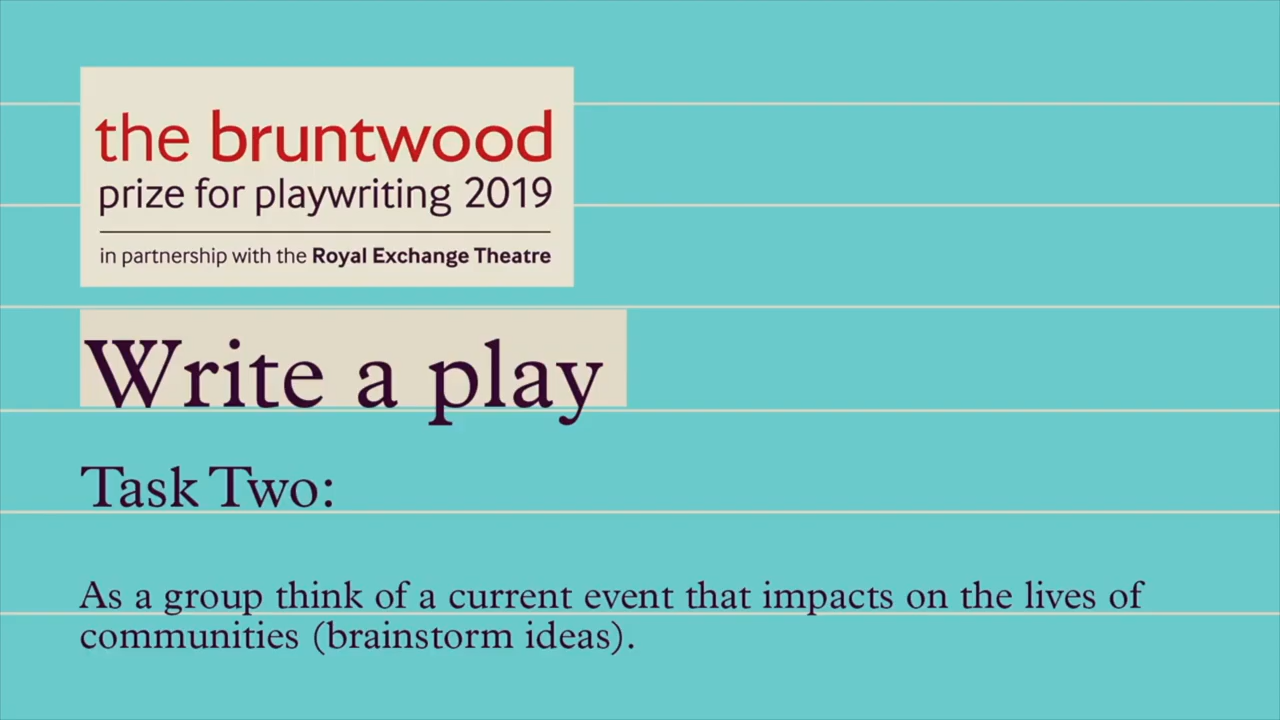 the bruntwood
prize for playwriting 2019
in partnership with the Royal Exchange Theatre
Write a play
Task Two:
As a group think of a current event that impacts on the lives of
communities (brainstorm ideas).